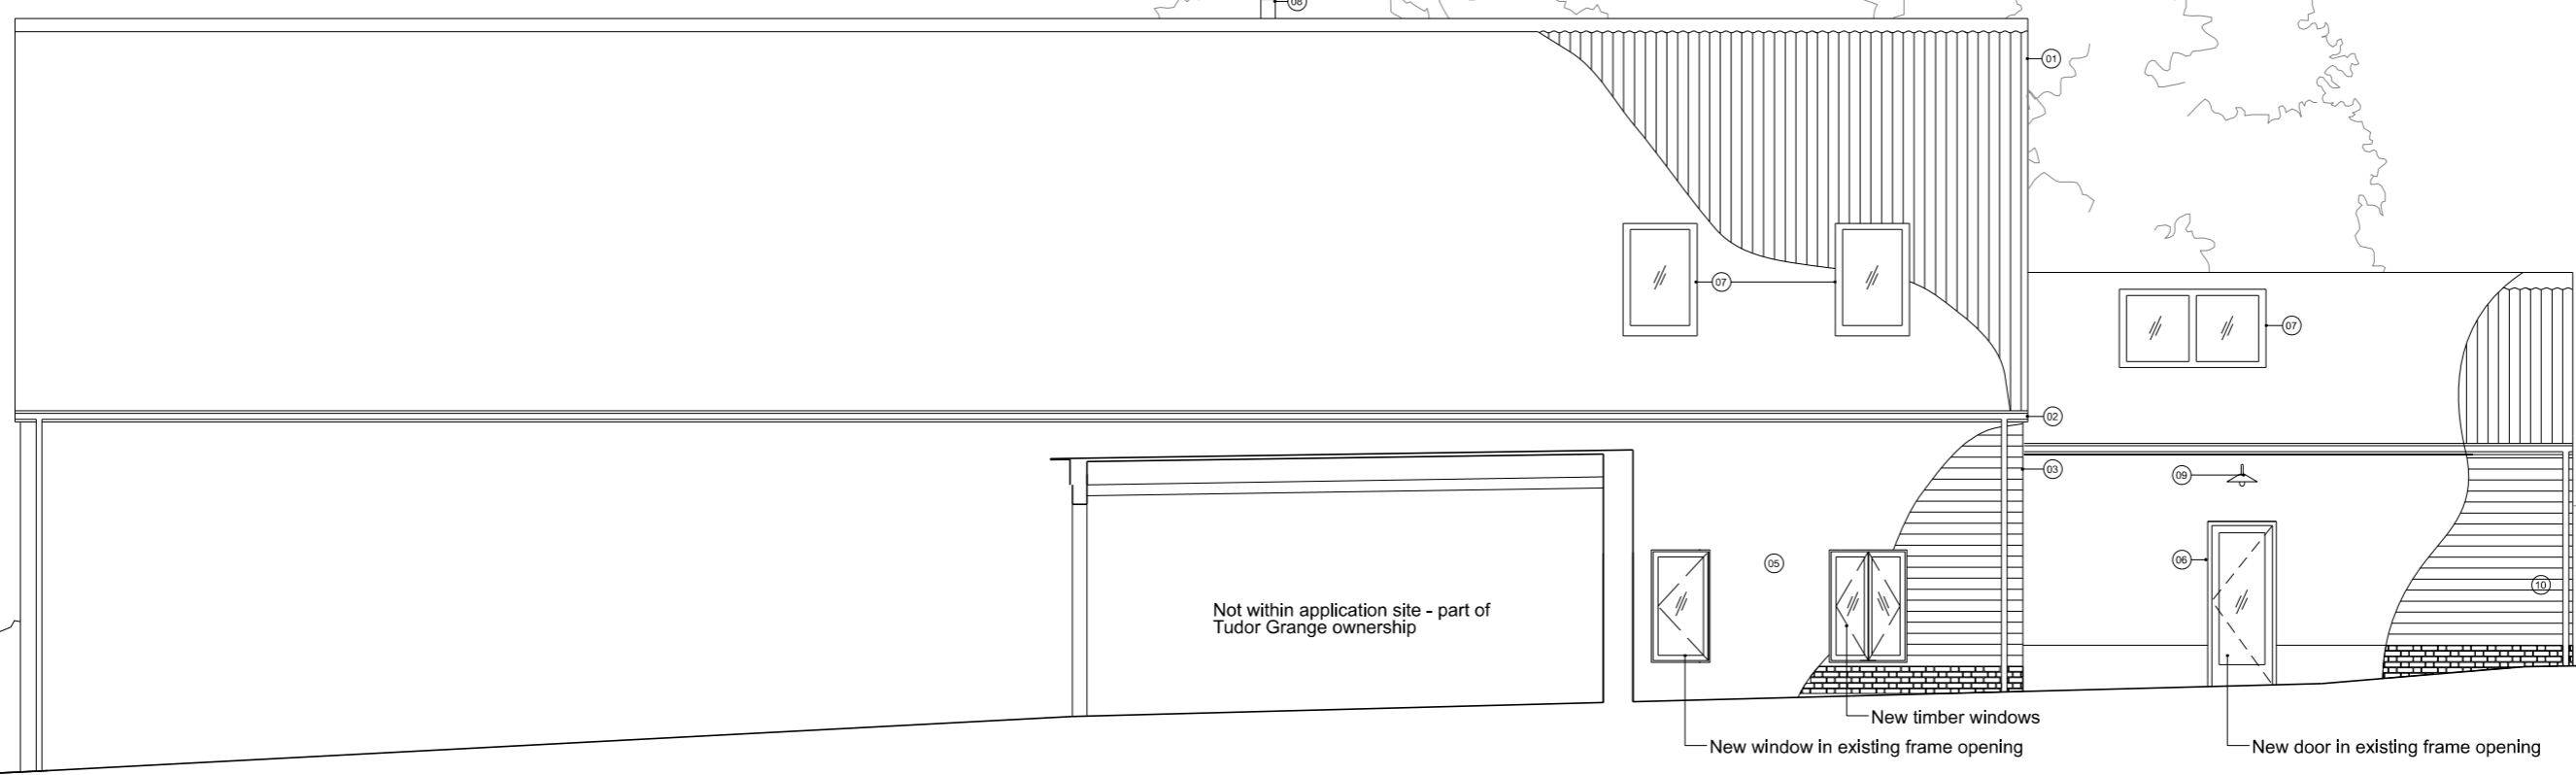 08
01
07
07
02
03
09
05
06
10
Not within application site - part of
Tudor Grange ownership
New timber windows
New window in existing frame opening
New door in existing frame opening